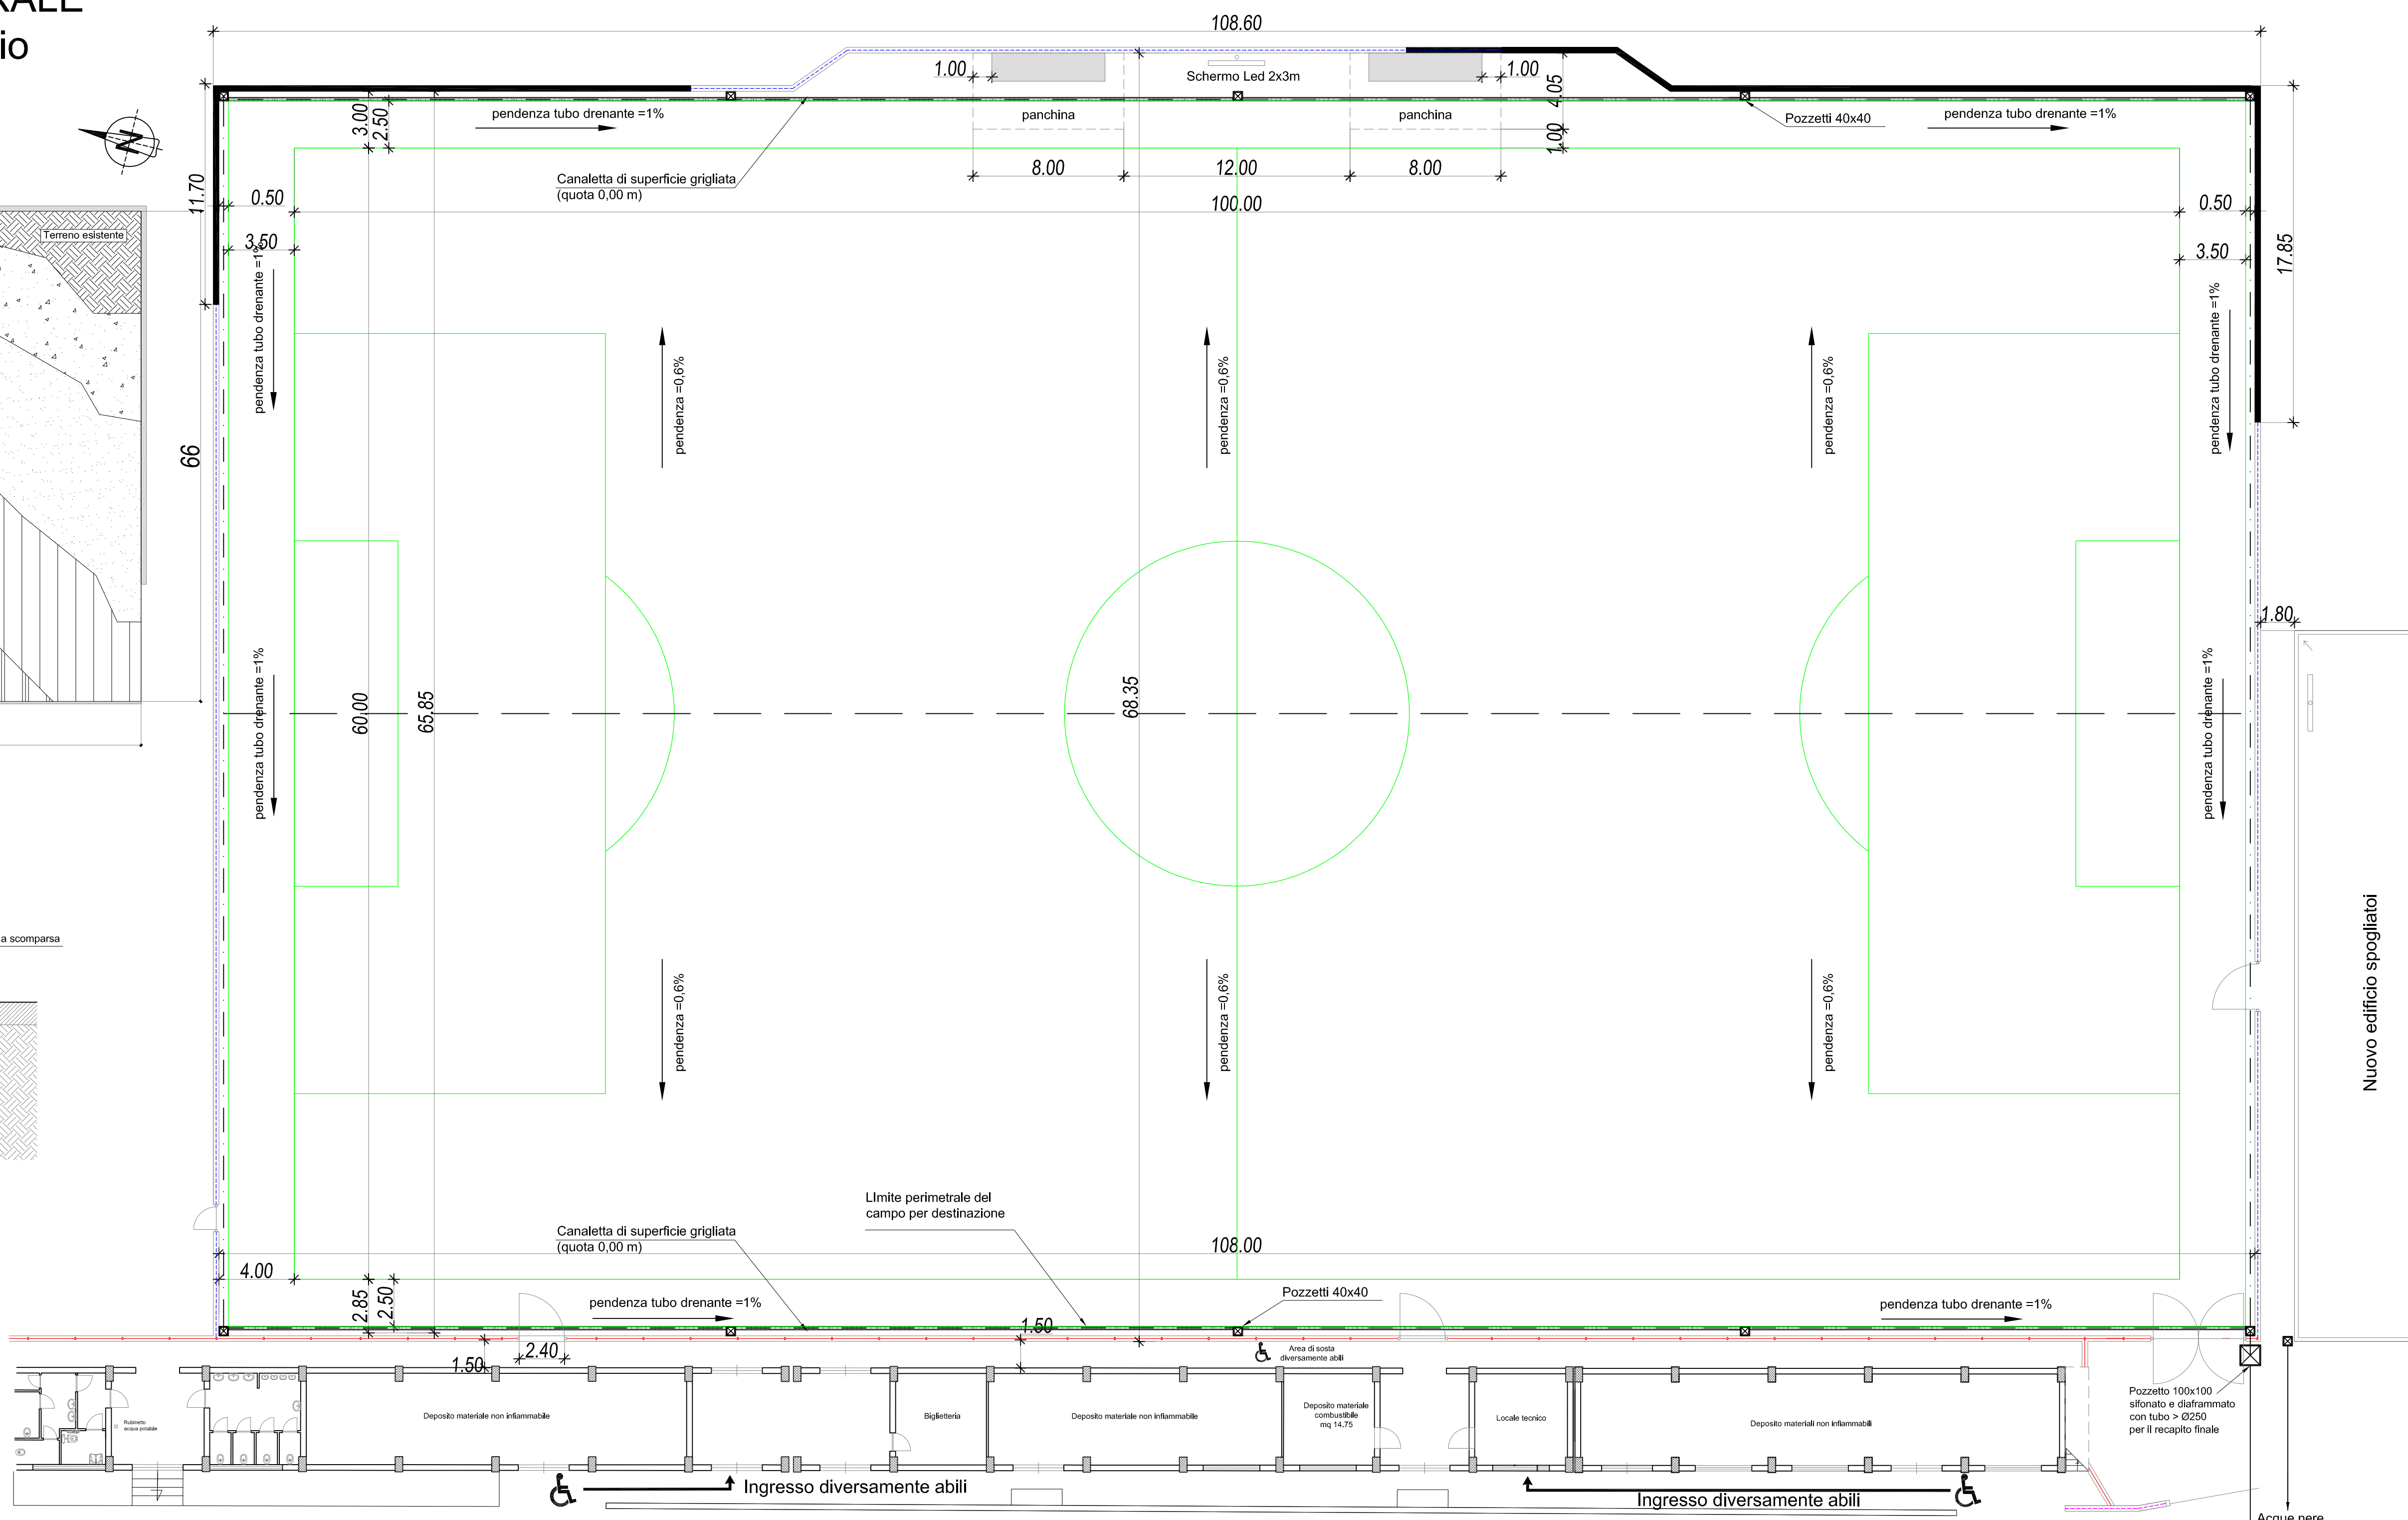 RALE
io
108.60
1.00
Schermo Led 2x3m
1.00
4.05
3.00
2.50
pendenza tubo drenante =1%
panchina
panchina
1.00
Pozzetti 40x40
pendenza tubo drenante =1%
N
Canaletta di superficie grigliata
(quota 0,00 m)
8.00
12.00
8.00
11.70
0.50
100.00
0.50
Terreno esistente
3.50
3.50
17.85
pendenza tubo drenante =1%
pendenza tubo drenante =1%
pendenza =0,6%
pendenza =0,6%
pendenza =0,6%
66
1.80
pendenza tubo drenante =1%
60.00
65.85
68.35
pendenza tubo drenante =1%
a scomparsa
pendenza =0,6%
pendenza =0,6%
pendenza =0,6%
Nuovo edificio spogliatoi
LImite perimetrale del
campo per destinazione
Canaletta di superficie grigliata
(quota 0,00 m)
108.00
4.00
2.85
2.50
pendenza tubo drenante =1%
Pozzetti 40x40
pendenza tubo drenante =1%
1.50
2.40
1.50
Area di sosta
diversamente abili
Pozzetto 100x100
sifonato e diaframmato
con tubo > Ø250
per il recapito finale
Rubinetto
acqua potabile
Deposito materiale non infiammabile
Biglietteria
Deposito materiale non infiammabile
Deposito materiale
combustibile
mq 14.75
Locale tecnico
Deposito materiali non infiammabili
Ingresso diversamente abili
Ingresso diversamente abili
Acque nere